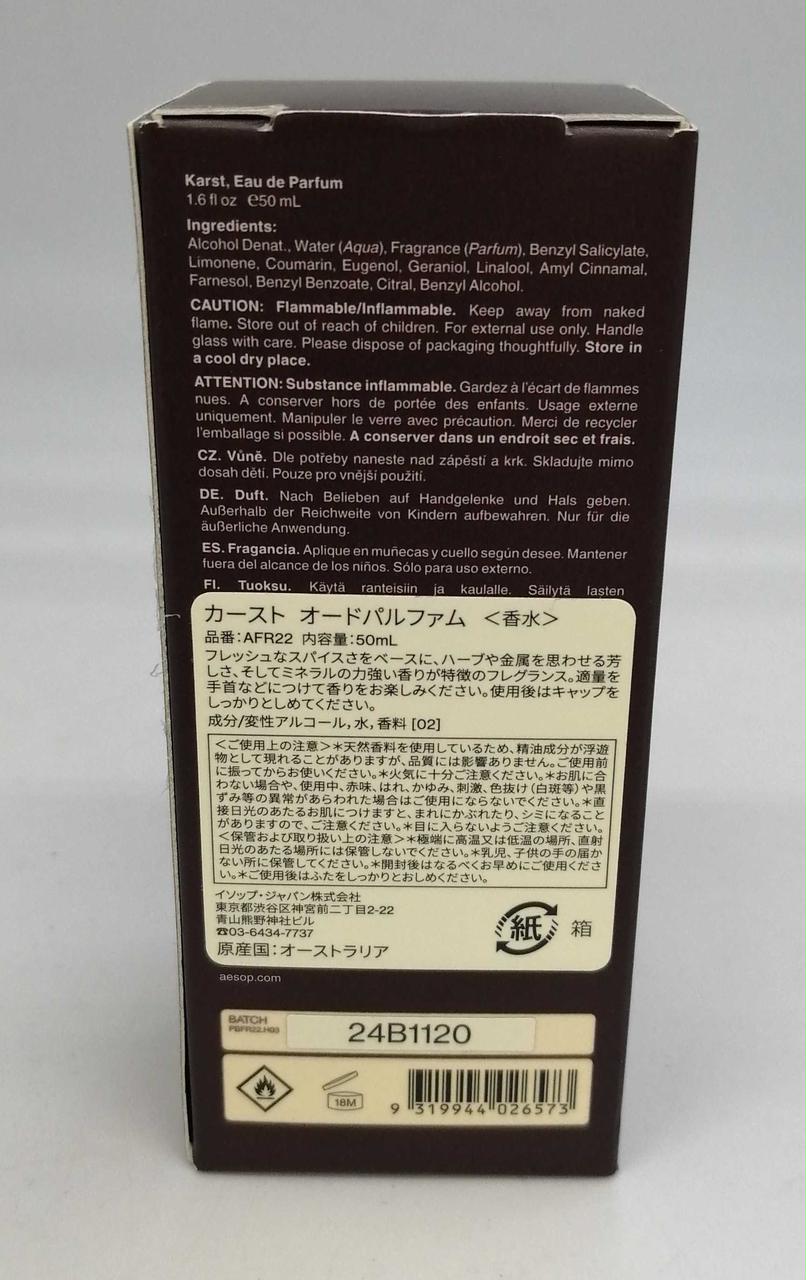 Karst, Eau de Parfum
1.6 fl oz ℮50 mL
Ingredients:
Alcohol Denat., Water (Aqua), Fragrance (Parfum), Benzyl Salicylate,
Limonene, Coumarin, Eugenol, Geraniol, Linalool, Amyl Cinnamal,
Farnesol, Benzyl Benzoate, Citral, Benzyl Alcohol.
CAUTION: Flammable/Inflammable. Keep away from naked
flame. Store out of reach of children. For external use only. Handle
glass with care. Please dispose of packaging thoughtfully. Store in
a cool dry place.
ATTENTION: Substance inflammable. Gardez à l'écart de flammes
nues. A conserver hors de portée des enfants. Usage externe
uniquement. Manipuler le verre avec précaution. Merci de recycler
l'emballage si possible. A conserver dans un endroit sec et frais.
CZ. Vůně. Dle potřeby naneste nad zápěstí a krk. Skladujte mimo
dosah dětí. Pouze pro vnější použití.
DE. Duft. Nach Belieben auf Handgelenke und Hals geben.
Außerhalb der Reichweite von Kindern aufbewahren. Nur für die
äußerliche Anwendung.
ES. Fragancia. Aplique en muñecas y cuello según desee. Mantener
fuera del alcance de los niños. Sólo para uso externo.
FI. Tuoksu. Käytä ranteisiin ja kaulalle. Säilytä lasten
カースト オードパルファム ＜香水＞
品番：AFR22 内容量：50mL
フレッシュなスパイスさをベースに、ハーブや金属を思わせる芳
しさ、そしてミネラルの力強い香りが特徴のフレグランス。適量を
手首などにつけて香りをお楽しみください。使用後はキャップを
しっかりとしめてください。
成分/変性アルコール，水，香料 [02]
＜ご使用上の注意＞＊天然香料を使用しているため、精油成分が浮遊
物として現れることがありますが、品質には影響ありません。ご使用前
に振ってからお使いください。＊火気に十分ご注意ください。＊お肌に合
わない場合や、使用中、赤味、はれ、かゆみ、刺激、色抜け（白斑等）や黒
ずみ等の異常があらわれた場合はご使用にならないでください。＊直
接日光のあたるお肌につけますと、まれにかぶれたり、シミになること
がありますので、ご注意ください。＊目に入らないようご注意ください。
＜保管および取り扱い上の注意＞＊極端に高温又は低温の場所、直射
日光のあたる場所には保管しないでください。＊乳児、子供の手の届か
ない所に保管してください。＊開封後はなるべくお早めにご使用くださ
い。＊ご使用後はふたをしっかりとおしめください。
イソップ・ジャパン株式会社
東京都渋谷区神宮前二丁目2-22
青山熊野神社ビル
☎03-6434-7737
原産国：オーストラリア
紙 箱
aesop.com
BATCH
PBFR22.H03
24B1120
18M
9 319944 026573